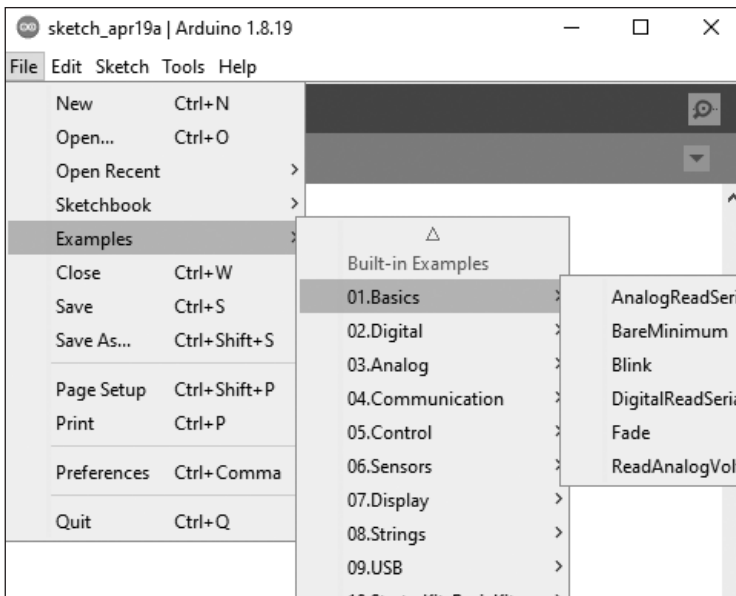 sketch_apr19a | Arduino 1.8.19
File Edit Sketch Tools Help
New Ctrl+N
Open... Ctrl+O
Open Recent
Sketchbook
Examples
Close Ctrl+W
Save Ctrl+S
Save As... Ctrl+Shift+S
Page Setup Ctrl+Shift+P
Print Ctrl+P
Preferences Ctrl+Comma
Quit Ctrl+Q
Built-in Examples
01.Basics
02.Digital
03.Analog
04.Communication
05.Control
06.Sensors
07.Display
08.Strings
09.USB
AnalogReadSeri
BareMinimum
Blink
DigitalReadSeria
Fade
ReadAnalogVol